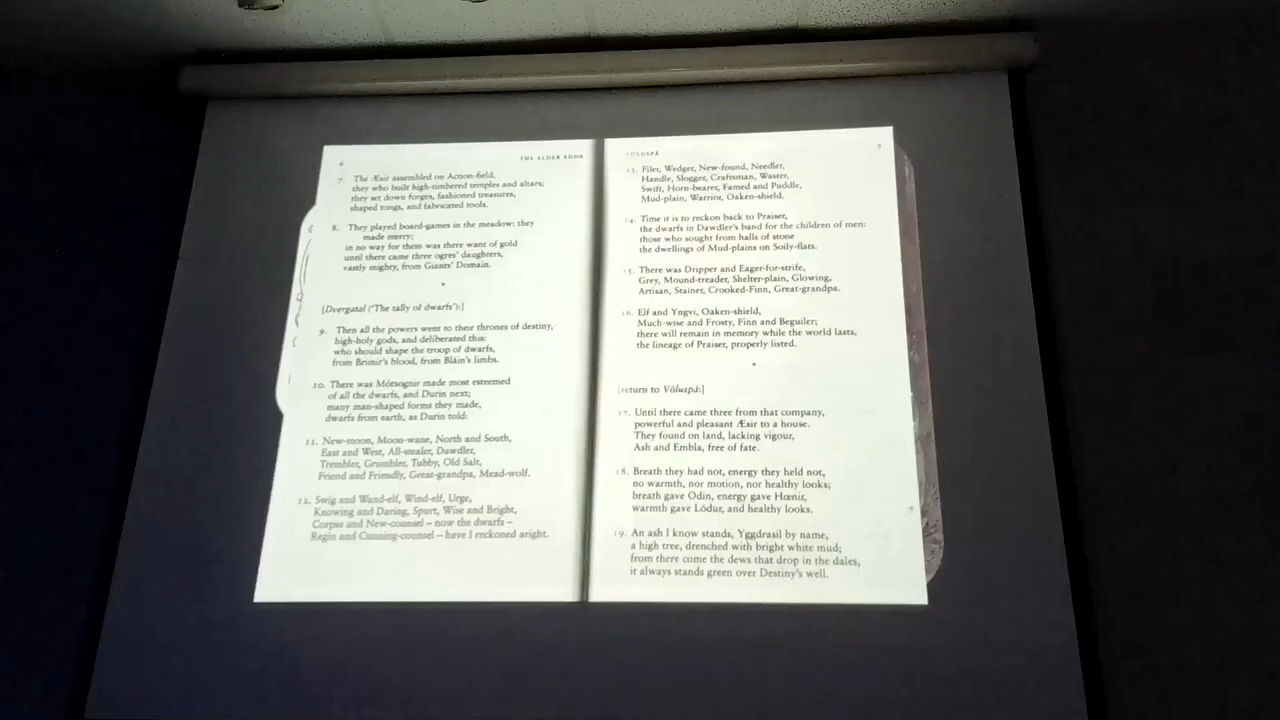 6
THE ELDER EDDA
7. The Æsir assembled on Action-field,
they who built high-timbered temples and altars;
they set down forges, fashioned treasures,
shaped tongs, and fabricated tools.
8. They played board-games in the meadow: they
made merry;
in no way for them was there want of gold
until there came three ogres' daughters,
vastly mighty, from Giants' Domain.
[Dvergatal ('The tally of dwarfs'):]
9. Then all the powers went to their thrones of destiny,
high-holy gods, and deliberated this:
who should shape the troop of dwarfs,
from Brimir's blood, from Bláin's limbs.
10. There was Mótsognir made most esteemed
of all the dwarfs, and Durin next;
many man-shaped forms they made,
dwarfs from earth, as Durin told:
11. New-moon, Moon-wane, North and South,
East and West, All-stealer, Dawdler,
Trembler, Grumbler, Tubby, Old Salt,
Friend and Friendly, Great-grandpa, Mead-wolf.
12. Swig and Wand-elf, Wind-elf, Urge,
Knowing and Daring, Spurt, Wise and Bright,
Corpse and New-counsel – now the dwarfs –
Regin and Cunning-counsel – have I reckoned aright.
VÖLUSPÁ
7
13. Filer, Wedger, New-found, Needler,
Handle, Slogger, Craftsman, Waster,
Swift, Horn-bearer, Famed and Puddle,
Mud-plain, Warrior, Oaken-shield.
14. Time it is to reckon back to Praiser,
the dwarfs in Dawdler's band for the children of men:
those who sought from halls of stone
the dwellings of Mud-plains on Soily-flats.
15. There was Dripper and Eager-for-strife,
Grey, Mound-treader, Shelter-plain, Glowing,
Artisan, Stainer, Crooked-Finn, Great-grandpa.
16. Elf and Yngvi, Oaken-shield,
Much-wise and Frosty, Finn and Beguiler;
there will remain in memory while the world lasts,
the lineage of Praiser, properly listed.
[return to Völuspá:]
17. Until there came three from that company,
powerful and pleasant Æsir to a house.
They found on land, lacking vigour,
Ash and Embla, free of fate.
18. Breath they had not, energy they held not,
no warmth, nor motion, nor healthy looks;
breath gave Odin, energy gave Hœnir,
warmth gave Lódur, and healthy looks.
19. An ash I know stands, Yggdrasil by name,
a high tree, drenched with bright white mud;
from there come the dews that drop in the dales,
it always stands green over Destiny's well.